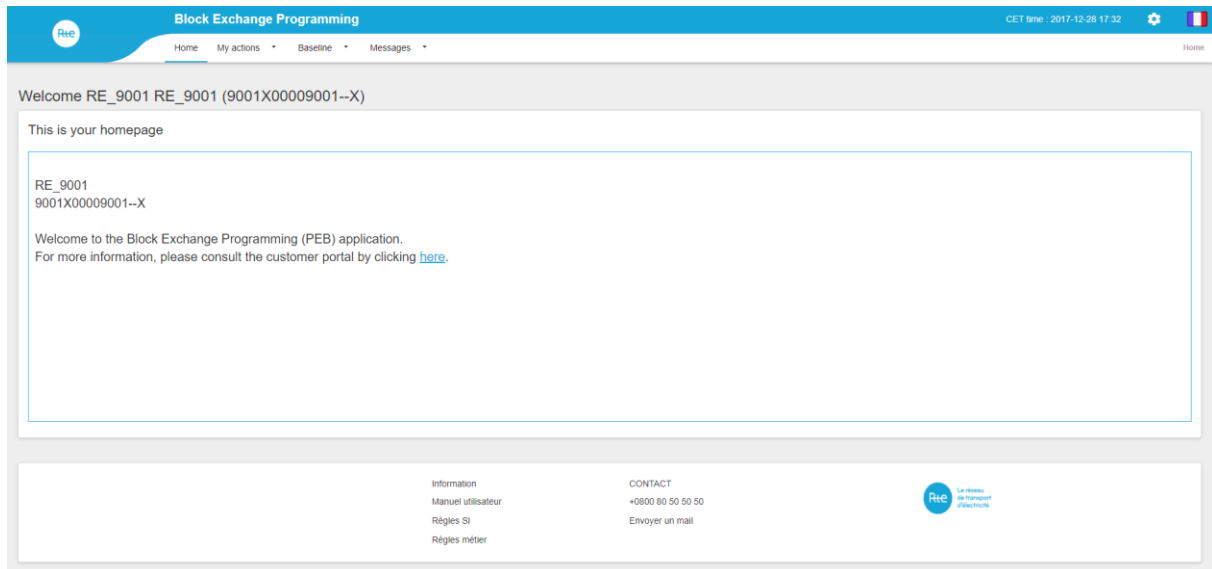 Rte
Block Exchange Programming
CET time : 2017-12-28 17:32
Home My actions Baseline Messages
Home
Welcome RE_9001 RE_9001 (9001X00009001--X)
This is your homepage
RE_9001
9001X00009001--X
Welcome to the Block Exchange Programming (PEB) application.
For more information, please consult the customer portal by clicking here.
Information
Manuel utilisateur
Règles SI
Règles métier
CONTACT
+0800 80 50 50 50
Envoyer un mail
Rte
Le réseau
de transport
d'électricité